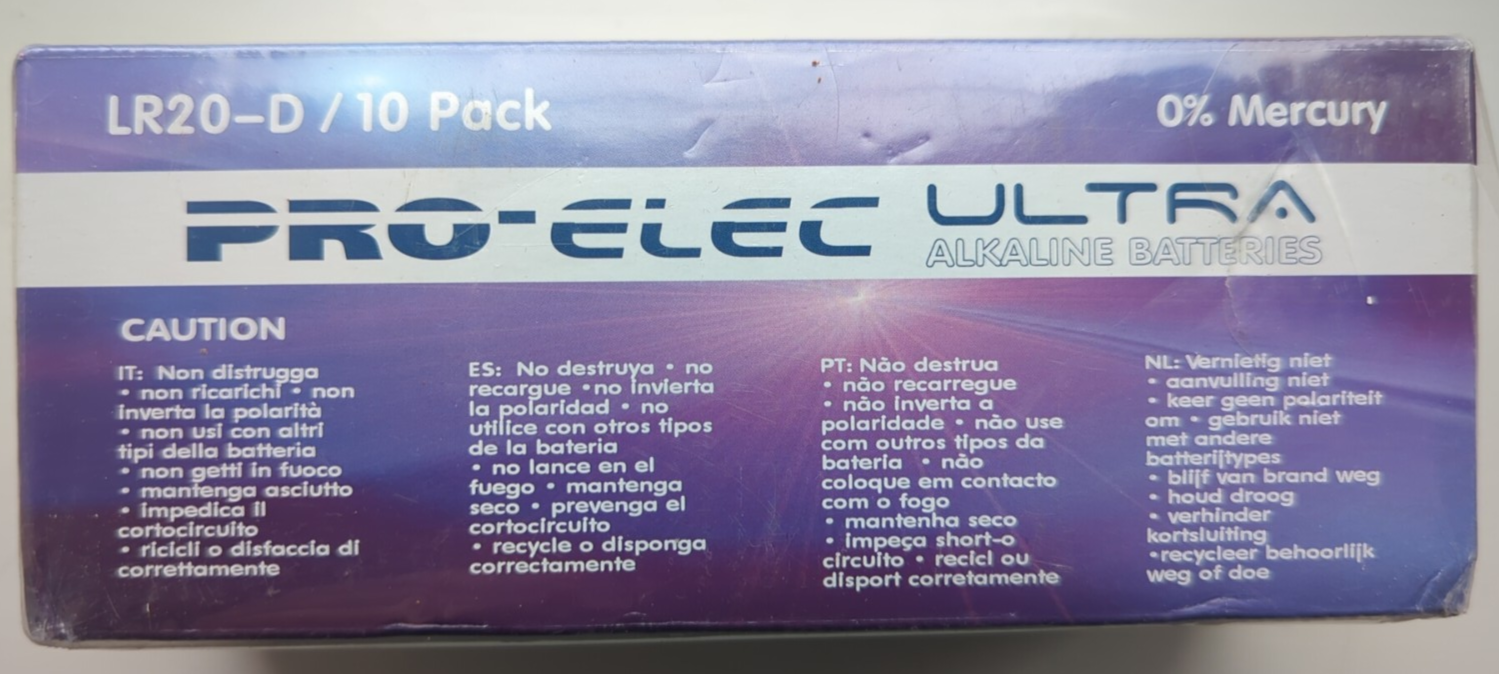 LR20-D / 10 Pack
0% Mercury
PRO-ELEC ULTRA
ALKALINE BATTERIES
CAUTION
IT: Non distrugga
• non ricarichi • non
inverta la polarità
• non usi con altri
tipi della batteria
• non getti in fuoco
• mantenga asciutto
• impedica il
cortocircuito
• ricicli o disfaccia di
correttamente
ES: No destruya • no
recargue • no invierta
la polaridad • no
utilice con otros tipos
de la bateria
• no lance en el
fuego • mantenga
seco • prevenga el
cortocircuito
• recycle o disponga
correctamente
PT: Não destrua
• não recarregue
• não inverta a
polaridade • não use
com outros tipos da
bateria • não
coloque em contacto
com o fogo
• mantenha seco
• impeça short-o
circuito • recicl ou
disport corretamente
NL: Vernietig niet
• aanvulling niet
• keer geen polariteit
om • gebruik niet
met andere
batterijtypes
• blijf van brand weg
• houd droog
• verhinder
kortsluiting
•recycleer behoorlijk
weg of doe